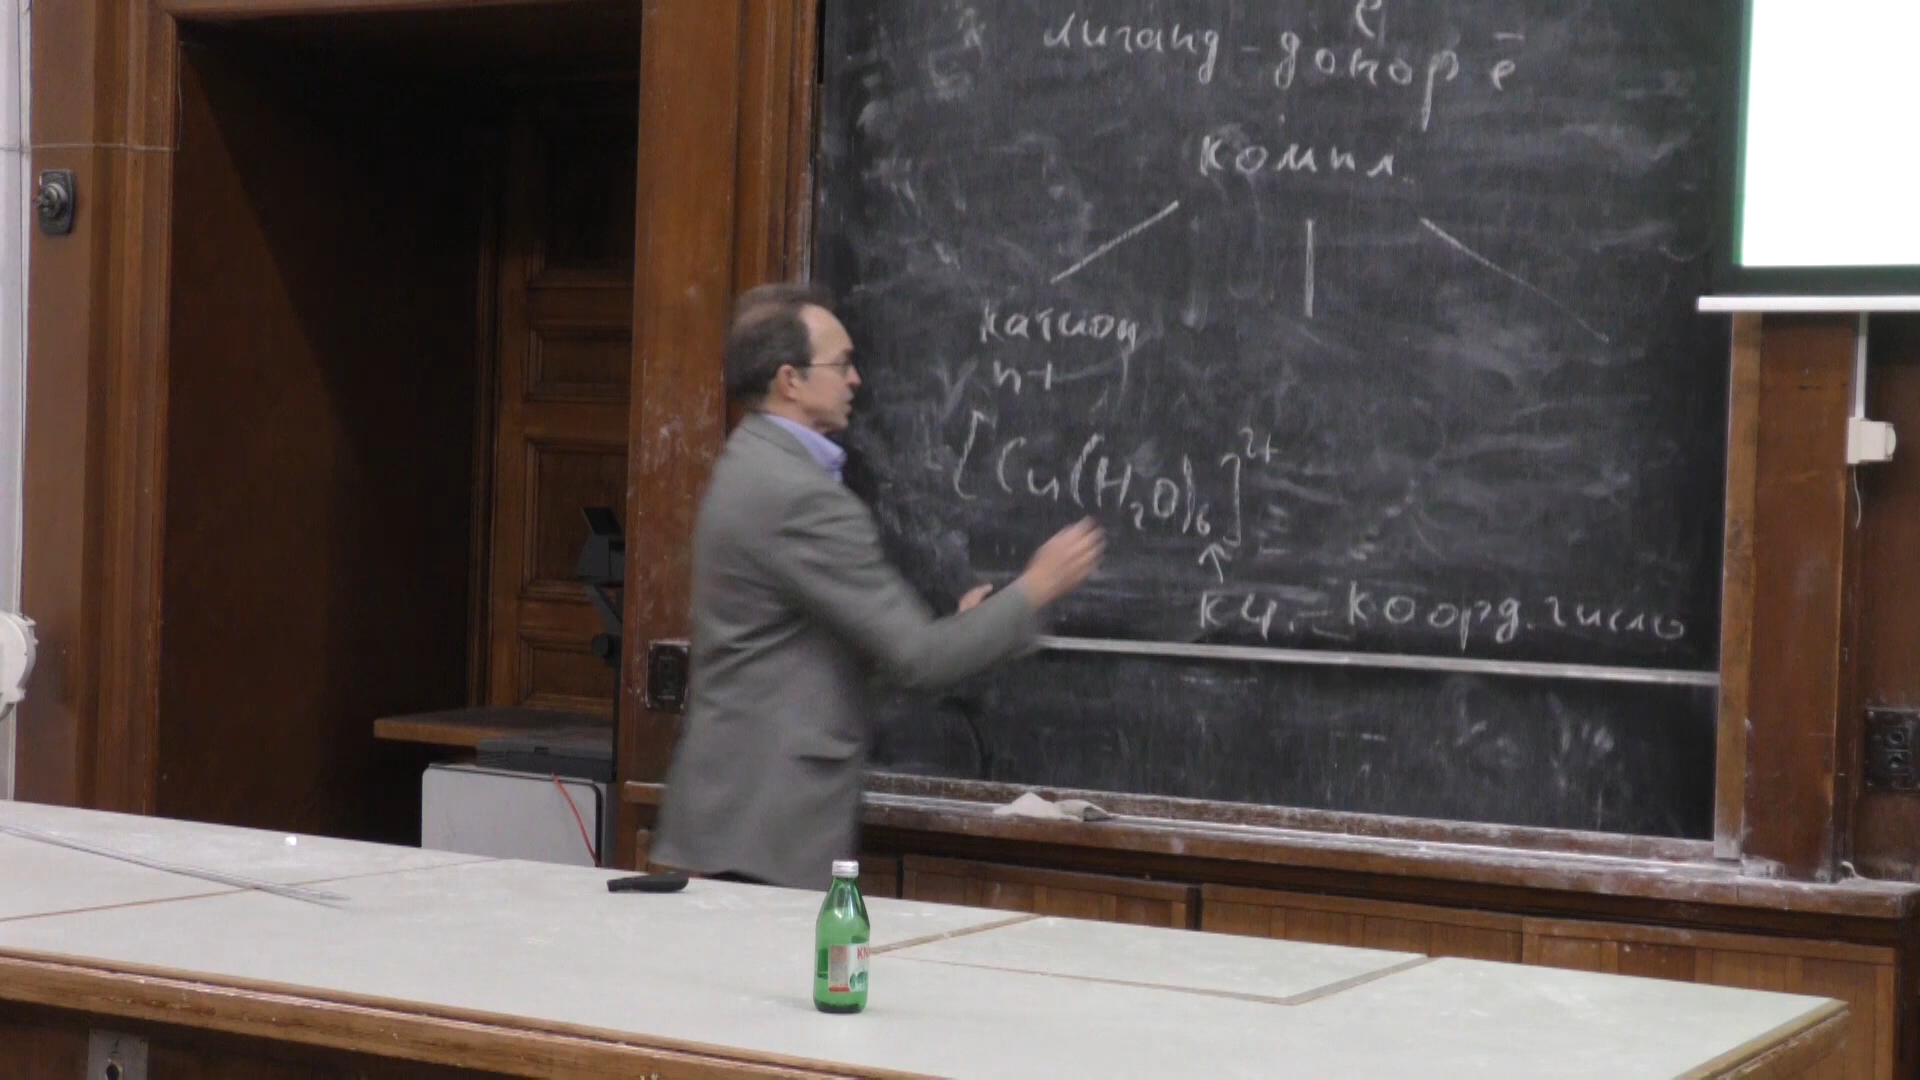 лиганд - донор ē
компл.
катион
n+
[Cu(H₂O)₆]²⁺
↑
КЧ. - коорд. число